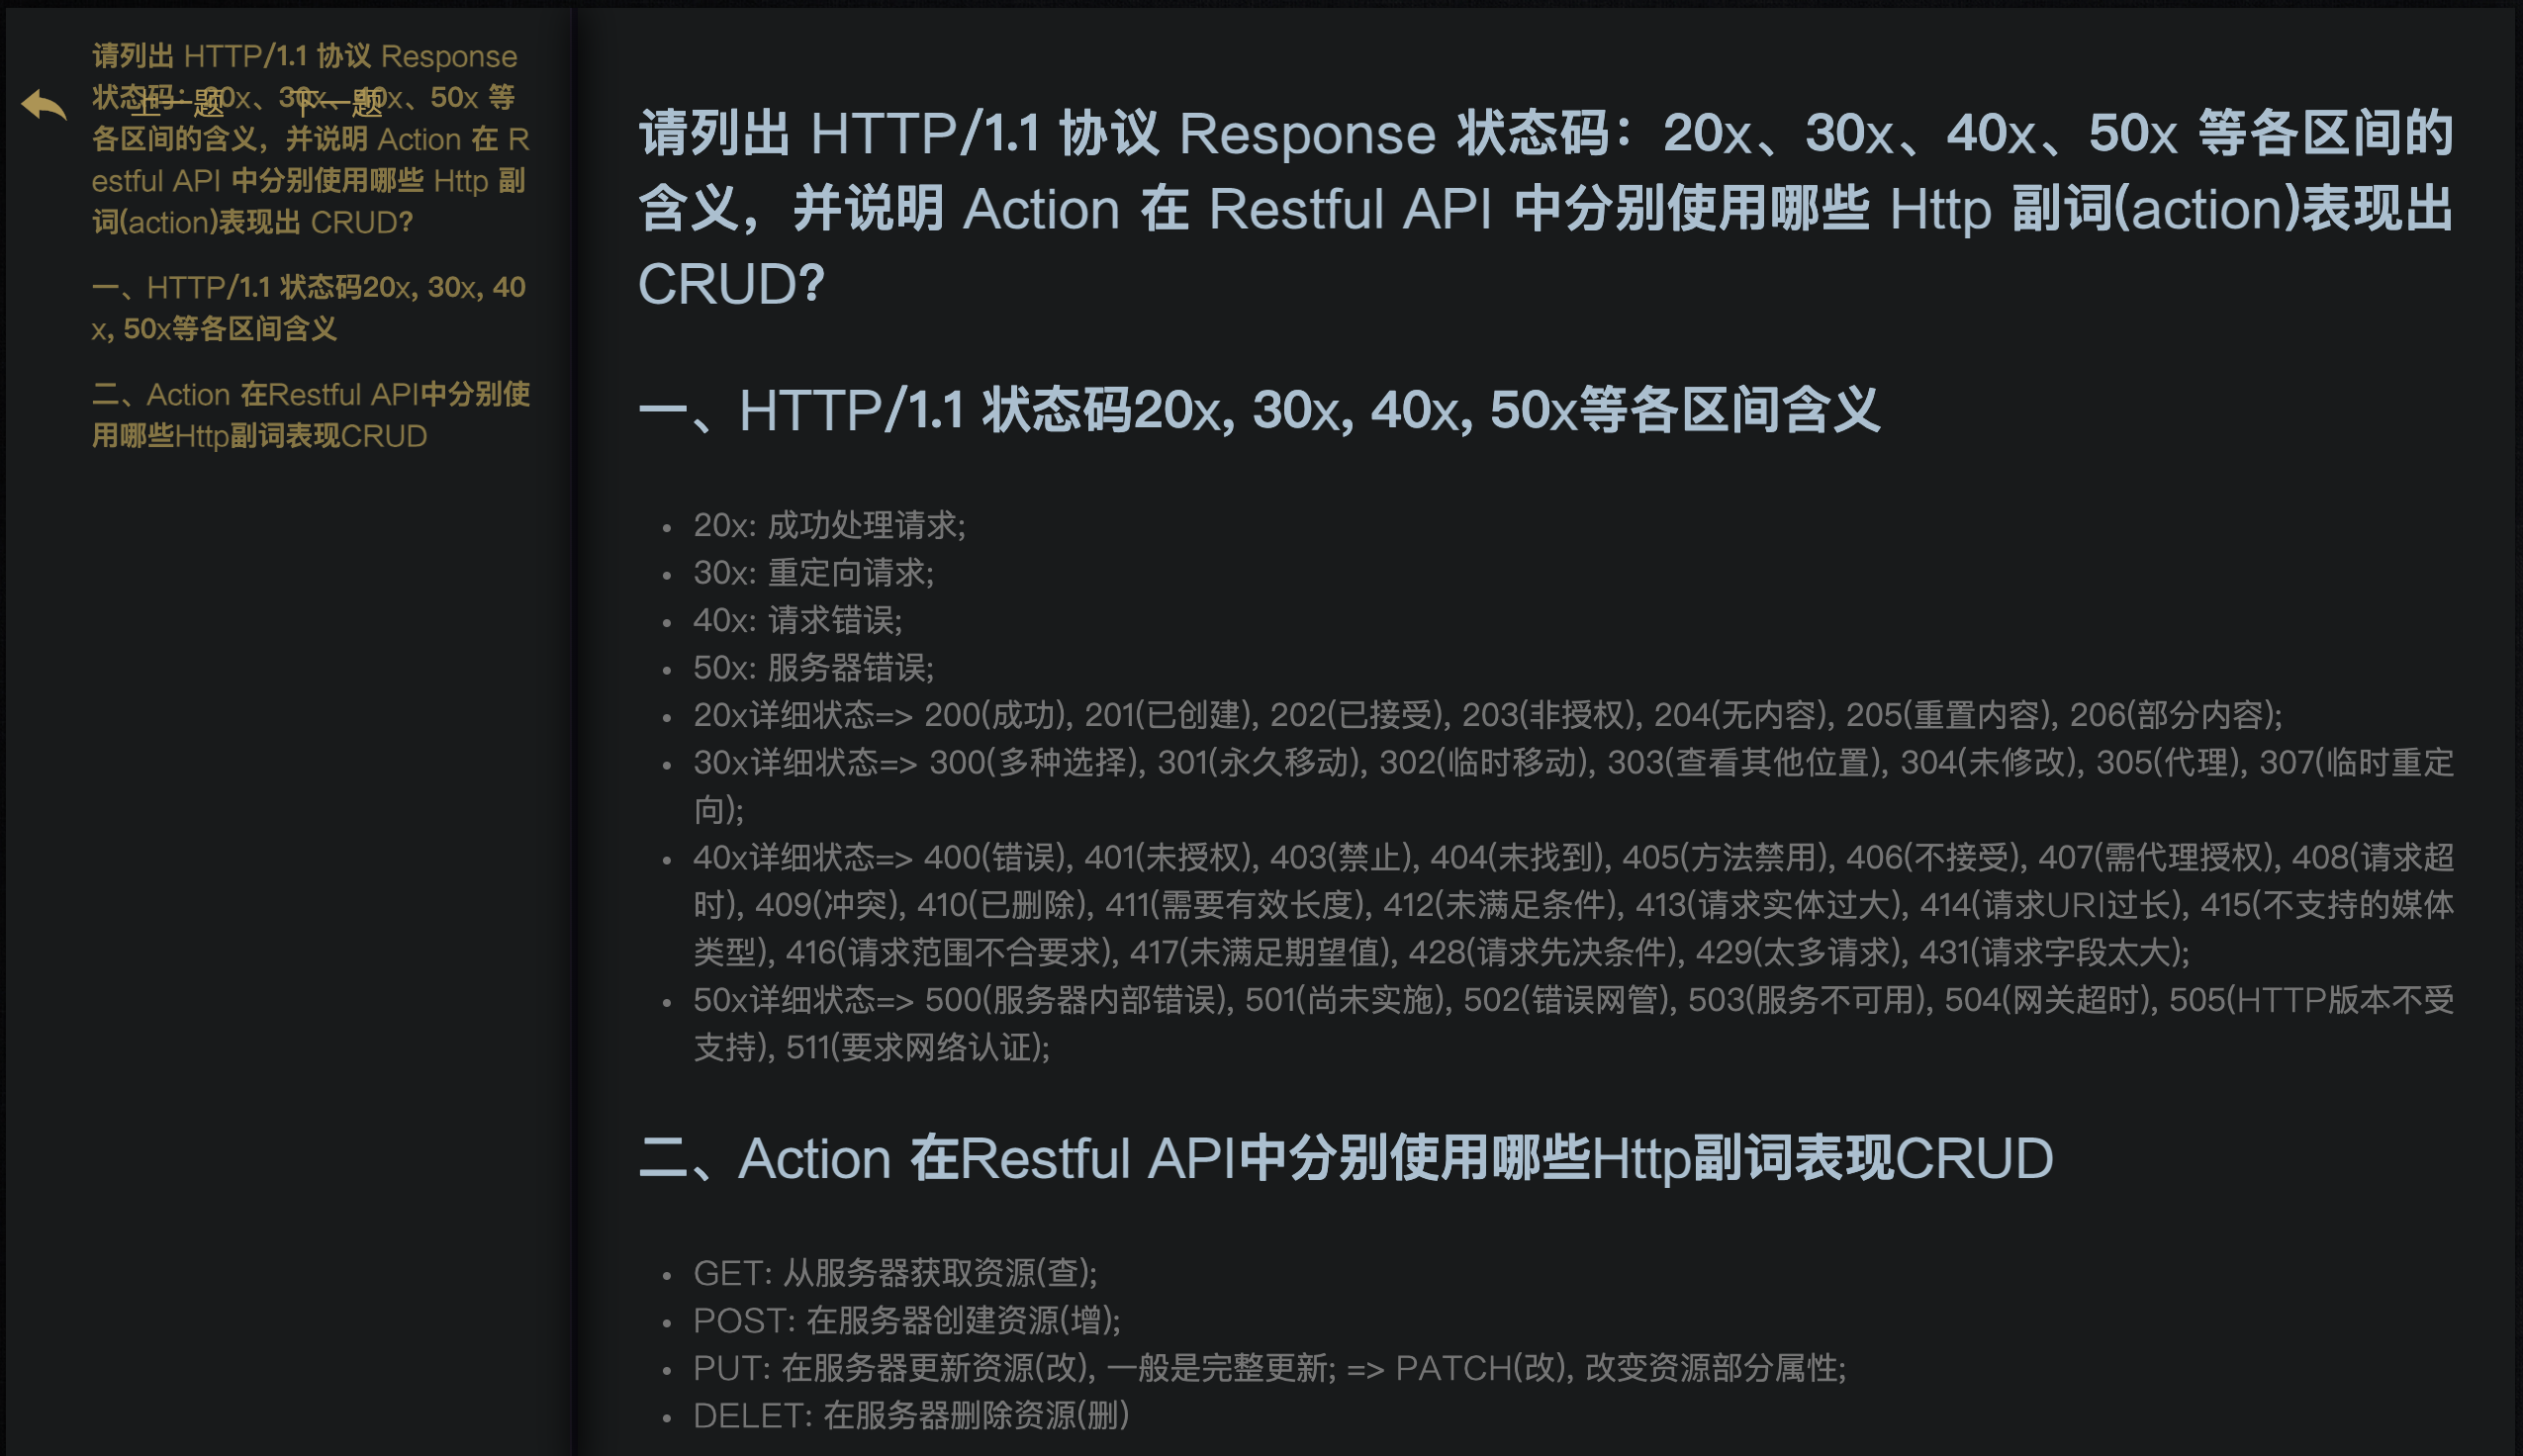 请列出 HTTP/1.1 协议 Response
状态码：20x、30x、40x、50x 等
上一题 下一题
各区间的含义，并说明 Action 在 R
estful API 中分别使用哪些 Http 副
词(action)表现出 CRUD?
一、HTTP/1.1 状态码20x, 30x, 40
x, 50x等各区间含义
二、Action 在Restful API中分别使
用哪些Http副词表现CRUD
请列出 HTTP/1.1 协议 Response 状态码：20x、30x、40x、50x 等各区间的
含义，并说明 Action 在 Restful API 中分别使用哪些 Http 副词(action)表现出
CRUD?
一、HTTP/1.1 状态码20x, 30x, 40x, 50x等各区间含义
• 20x: 成功处理请求;
• 30x: 重定向请求;
• 40x: 请求错误;
• 50x: 服务器错误;
• 20x详细状态=> 200(成功), 201(已创建), 202(已接受), 203(非授权), 204(无内容), 205(重置内容), 206(部分内容);
• 30x详细状态=> 300(多种选择), 301(永久移动), 302(临时移动), 303(查看其他位置), 304(未修改), 305(代理), 307(临时重定
向);
• 40x详细状态=> 400(错误), 401(未授权), 403(禁止), 404(未找到), 405(方法禁用), 406(不接受), 407(需代理授权), 408(请求超
时), 409(冲突), 410(已删除), 411(需要有效长度), 412(未满足条件), 413(请求实体过大), 414(请求URI过长), 415(不支持的媒体
类型), 416(请求范围不合要求), 417(未满足期望值), 428(请求先决条件), 429(太多请求), 431(请求字段太大);
• 50x详细状态=> 500(服务器内部错误), 501(尚未实施), 502(错误网管), 503(服务不可用), 504(网关超时), 505(HTTP版本不受
支持), 511(要求网络认证);
二、Action 在Restful API中分别使用哪些Http副词表现CRUD
• GET: 从服务器获取资源(查);
• POST: 在服务器创建资源(增);
• PUT: 在服务器更新资源(改), 一般是完整更新; => PATCH(改), 改变资源部分属性;
• DELET: 在服务器删除资源(删)